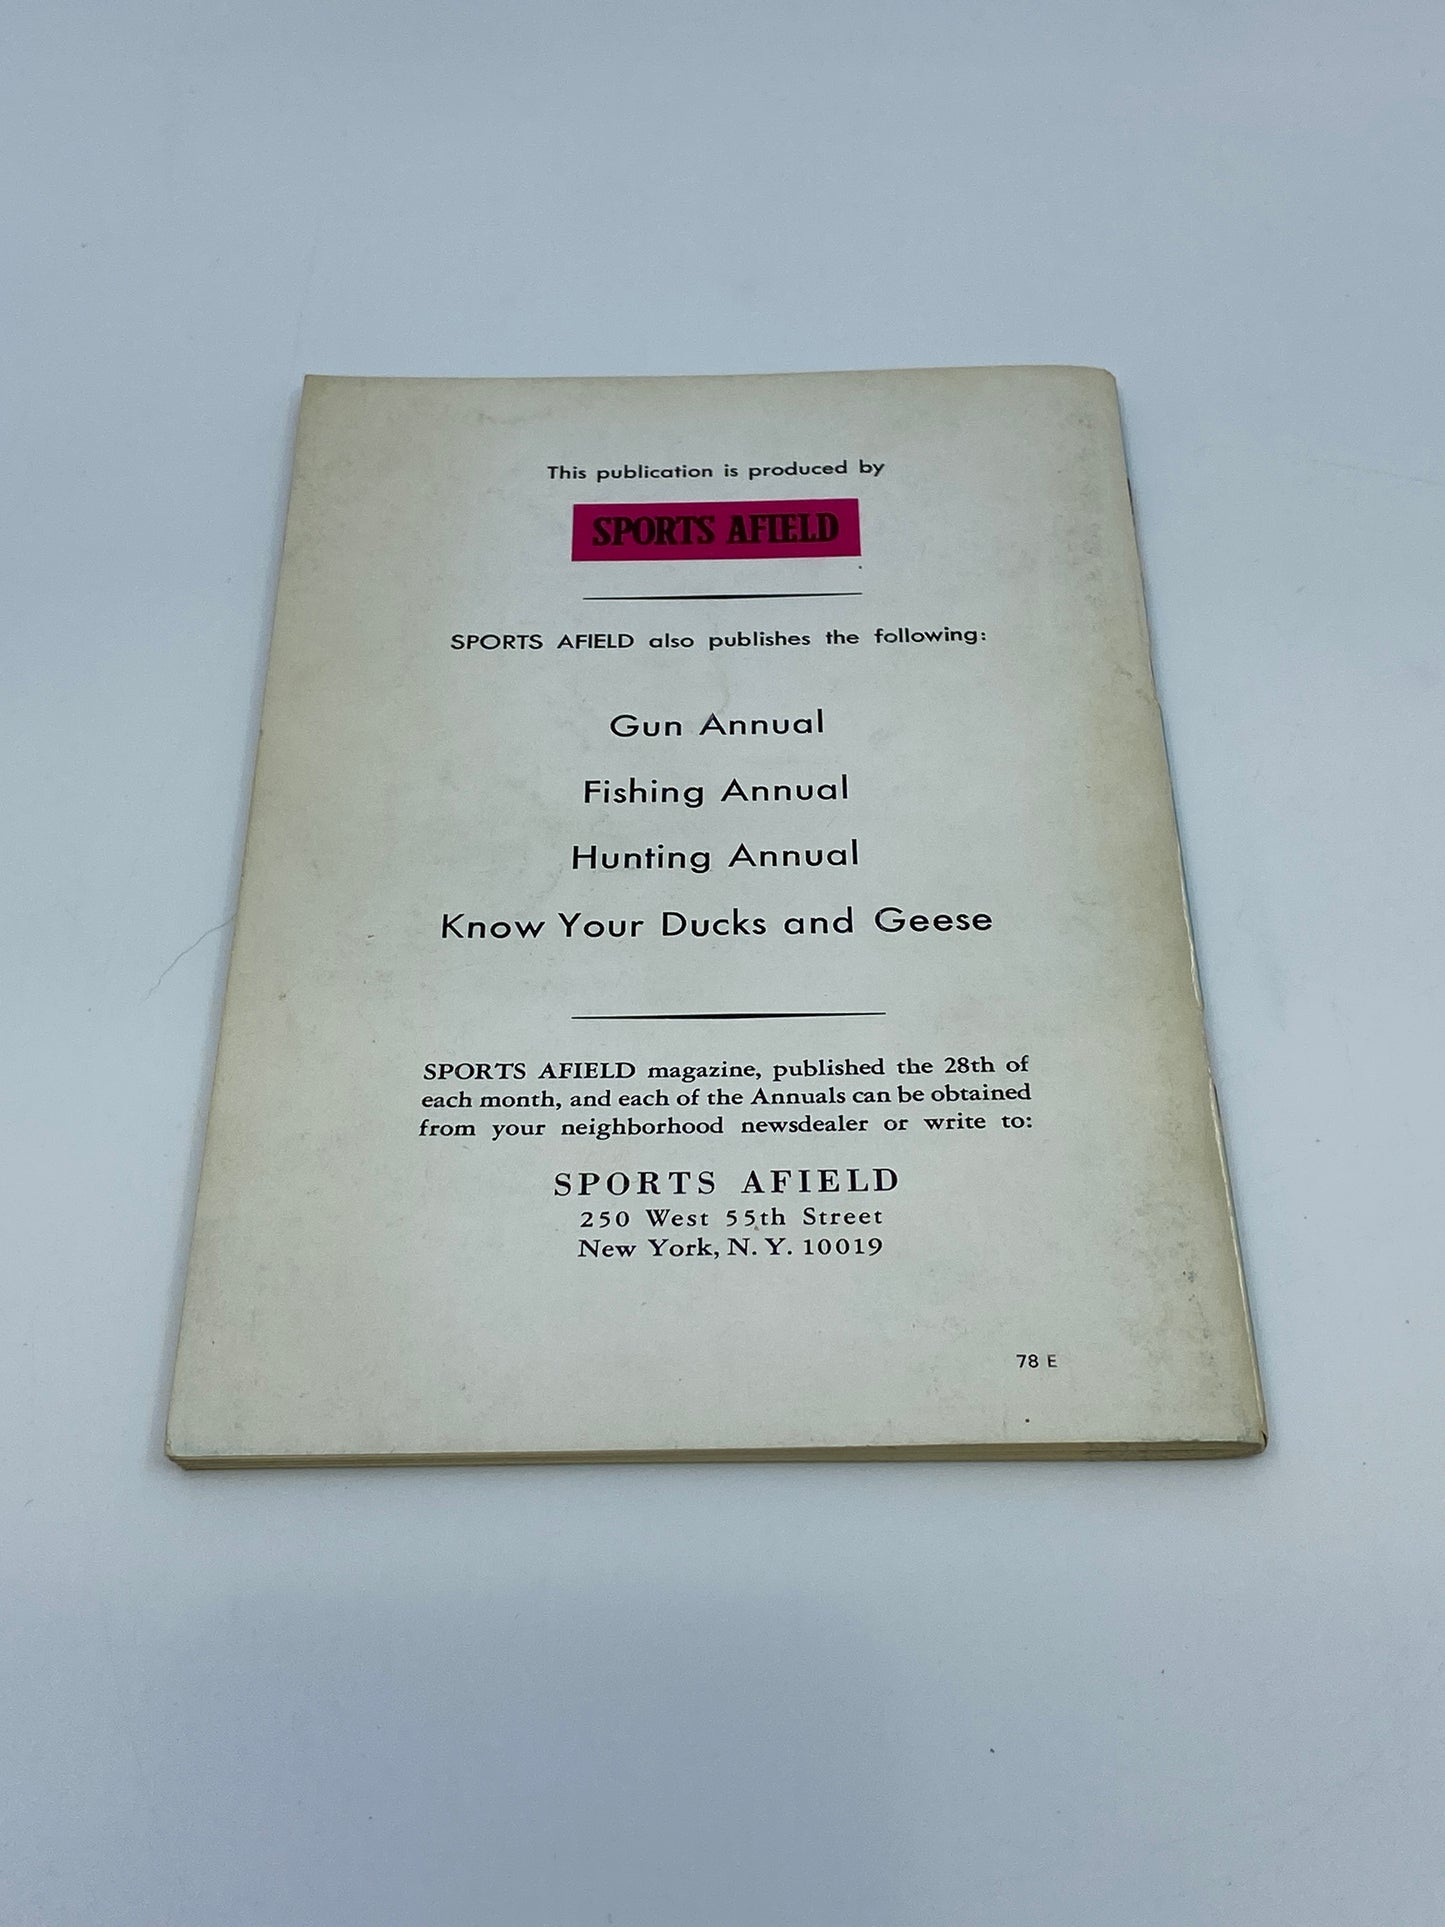 This publication is produced by
SPORTS AFIELD
SPORTS AFIELD also publishes the following:
Gun Annual
Fishing Annual
Hunting Annual
Know Your Ducks and Geese
SPORTS AFIELD magazine, published the 28th of
each month, and each of the Annuals can be obtained
from your neighborhood newsdealer or write to:
SPORTS AFIELD
250 West 55th Street
New York, N. Y. 10019
78 E